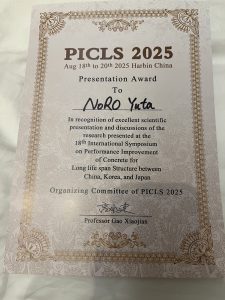 PICLS 2025
Aug 18th to 20th 2025 Harbin China
Presentation Award
To
NoRO Yuta
In recognition of excellent scientific
presentation and discussions of the
research presented at the
18th International Symposium
on Performance Improvement
of Concrete for
Long life span Structure between
China, Korea, and Japan
Organizing Committee of PICLS 2025
Professor Gao Xiaojian